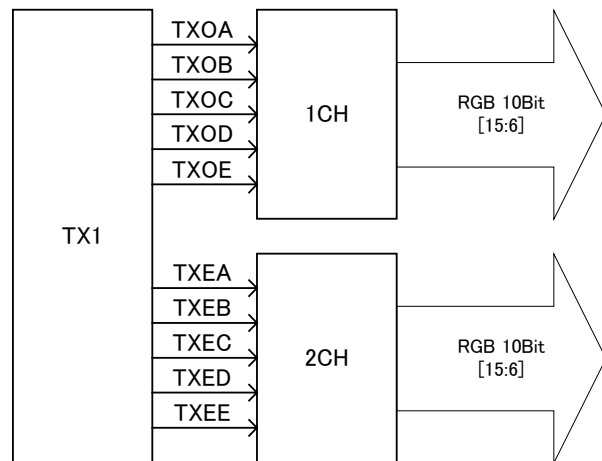 TX1
TXOA
TXOB
TXOC
TXOD
TXOE
1CH
RGB 10Bit
[15:6]
TXEA
TXEB
TXEC
TXED
TXEE
2CH
RGB 10Bit
[15:6]